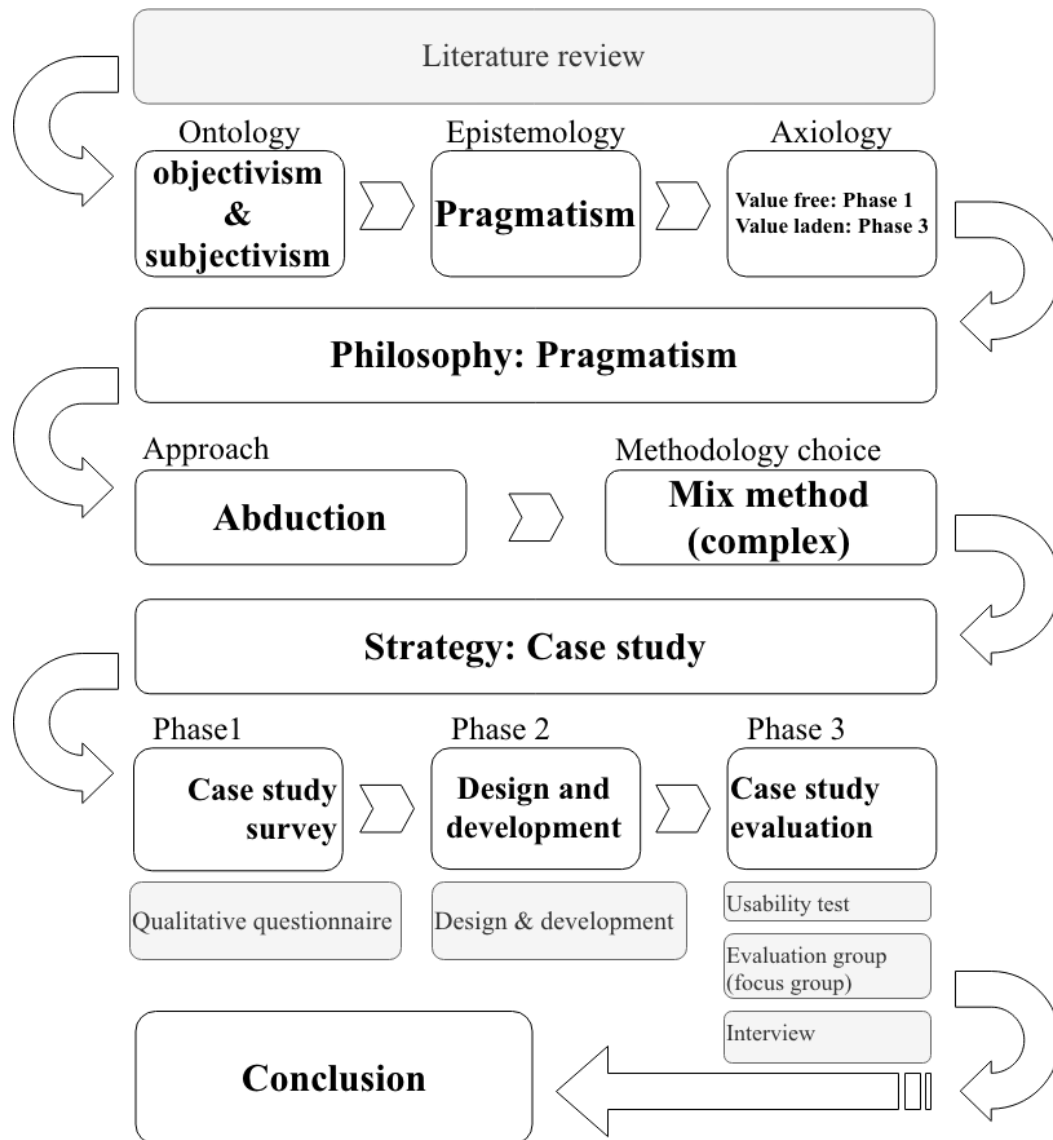 Literature review
Ontology
Epistemology
Axiology
objectivism
&
subjectivism
Pragmatism
Value free: Phase 1
Value laden: Phase 3
Philosophy: Pragmatism
Approach
Methodology choice
Abduction
Mix method
(complex)
Strategy: Case study
Phase1
Phase 2
Phase 3
Case study
survey
Design and
development
Case study
evaluation
Qualitative questionnaire
Design & development
Usability test
Evaluation group
(focus group)
Interview
Conclusion